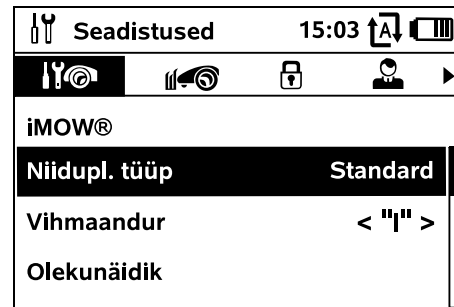 Seadistused 15:03 A
iMOW®
Niidupl. tüüp Standard
Vihmaandur < "I" >
Olekunäidik